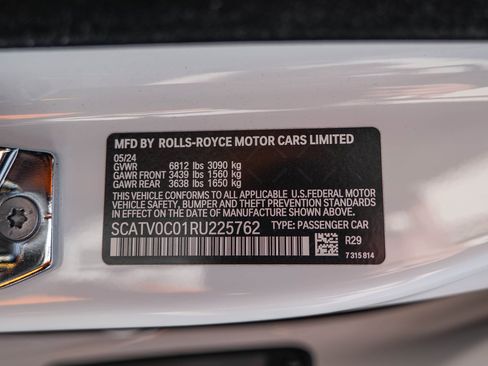 MFD BY ROLLS-ROYCE MOTOR CARS LIMITED
05/24
GVWR 6812 lbs 3090 kg
GAWR FRONT 3439 lbs 1560 kg
GAWR REAR 3638 lbs 1650 kg
THIS VEHICLE CONFORMS TO ALL APPLICABLE U.S.FEDERAL MOTOR
VEHICLE SAFETY, BUMPER AND THEFT PREVENTION STANDARDS
IN EFFECT ON THE DATE OF MANUFACTURE SHOWN ABOVE.
SCATV0C01RU225762 TYPE: PASSENGER CAR
R29
7 315 814